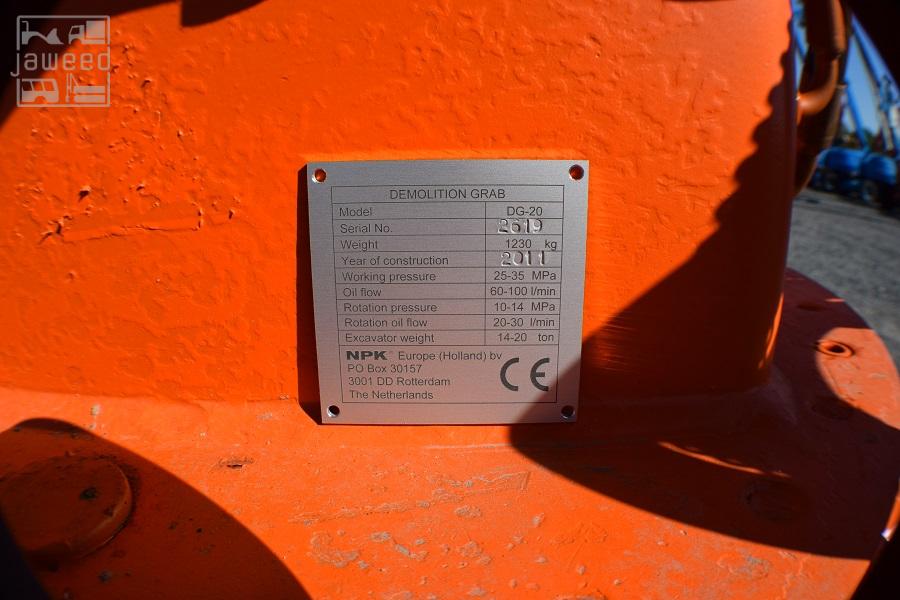 jaweed
DEMOLITION GRAB
Model DG-20
Serial No. 2619
Weight 1230 kg
Year of construction 2011
Working pressure 25-35 MPa
Oil flow 60-100 l/min
Rotation pressure 10-14 MPa
Rotation oil flow 20-30 l/min
Excavator weight 14-20 ton
NPK Europe (Holland) bv
PO Box 30157
3001 DD Rotterdam
The Netherlands
CE